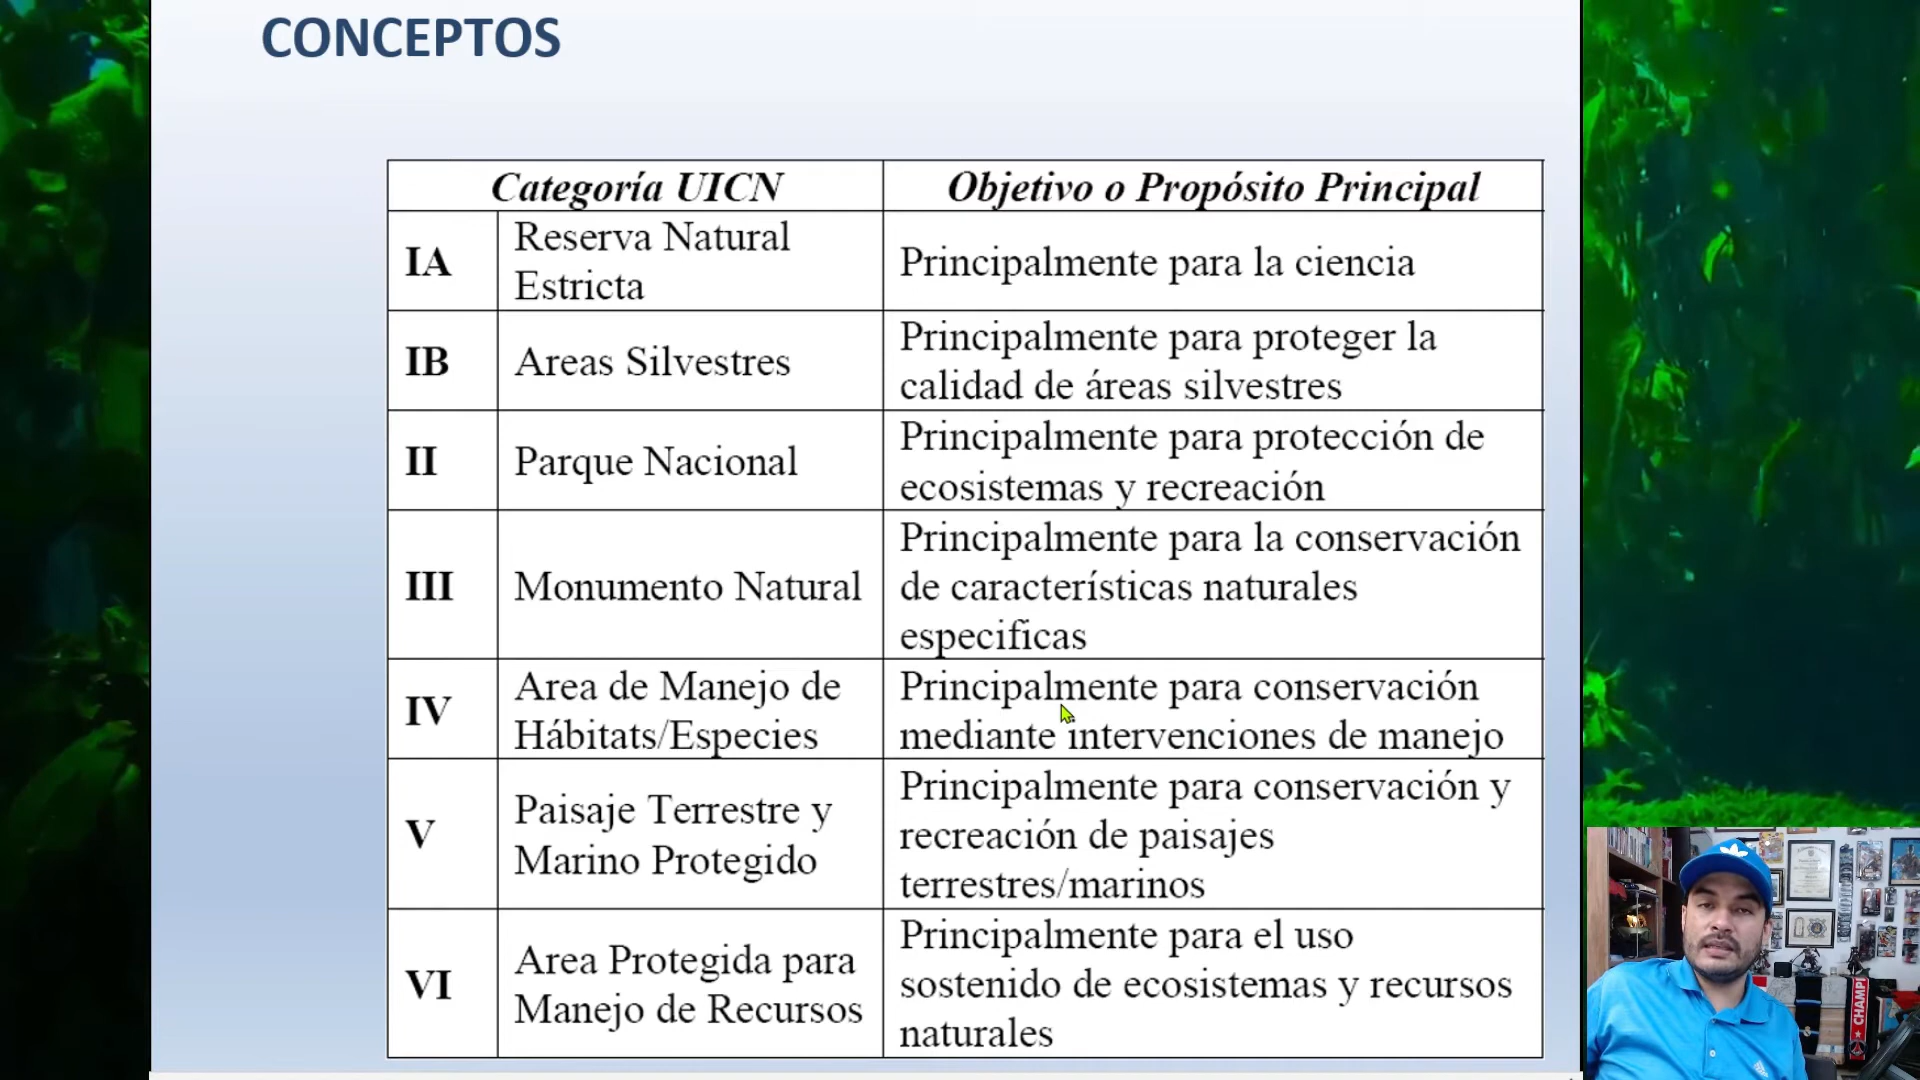 CONCEPTOS
Categoría UICN
Objetivo o Propósito Principal
IA
Reserva Natural
Estricta
Principalmente para la ciencia
IB
Areas Silvestres
Principalmente para proteger la
calidad de áreas silvestres
II
Parque Nacional
Principalmente para protección de
ecosistemas y recreación
III
Monumento Natural
Principalmente para la conservación
de características naturales
especificas
IV
Area de Manejo de
Hábitats/Especies
Principalmente para conservación
mediante intervenciones de manejo
V
Paisaje Terrestre y
Marino Protegido
Principalmente para conservación y
recreación de paisajes
terrestres/marinos
VI
Area Protegida para
Manejo de Recursos
Principalmente para el uso
sostenido de ecosistemas y recursos
naturales
CHAMPI